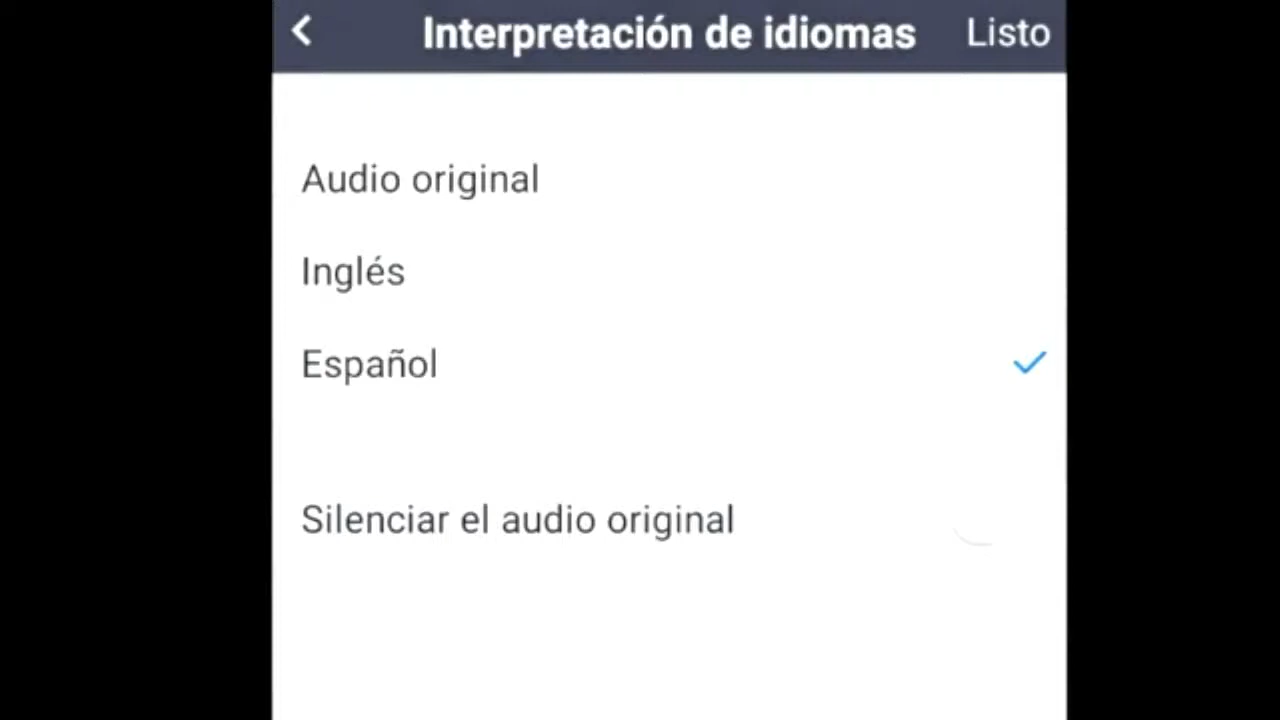 Interpretación de idiomas Listo
Audio original
Inglés
Español
Silenciar el audio original